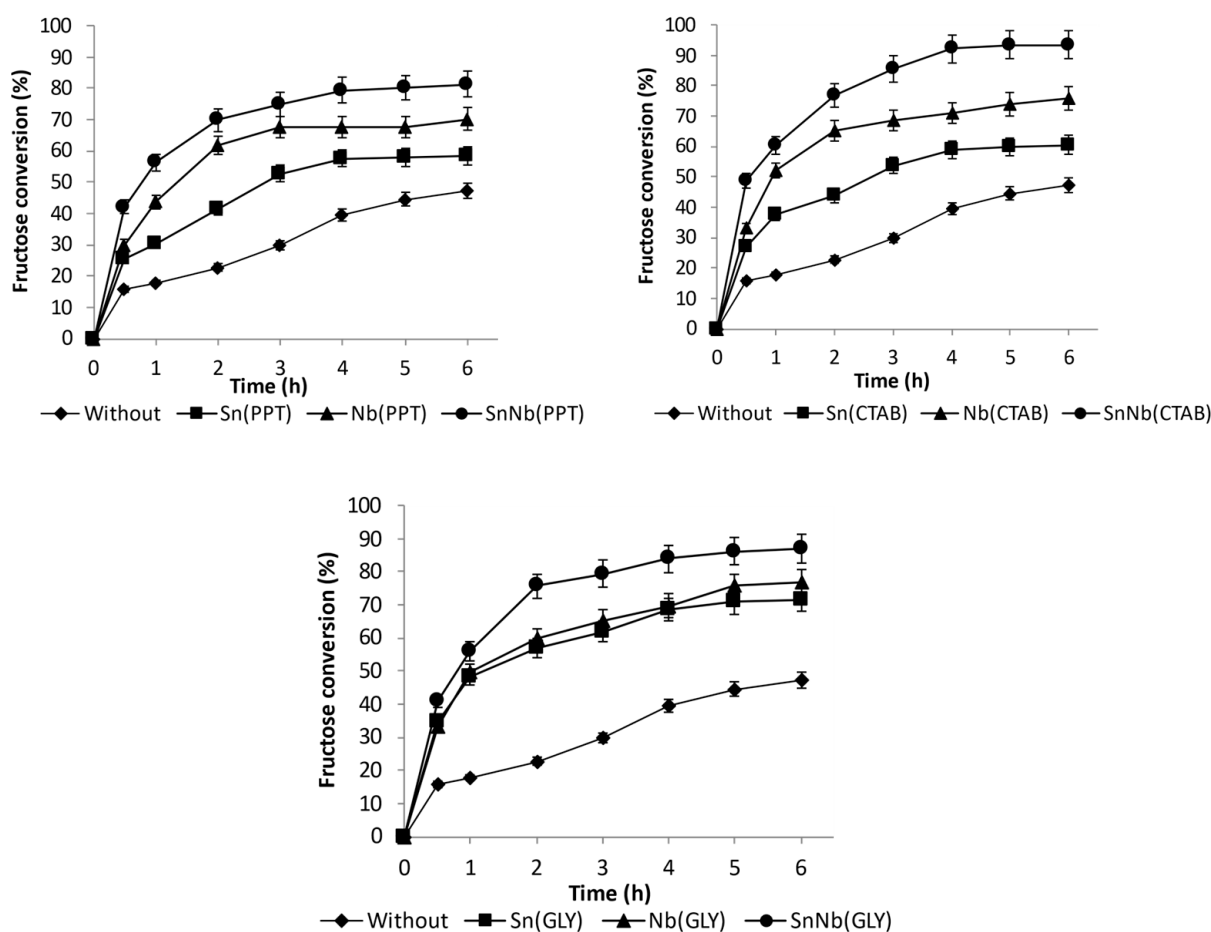 Fructose conversion (%)
100
90
80
70
60
50
40
30
20
10
0
0 1 2 3 4 5 6
Time (h)
Without Sn(PPT) Nb(PPT) SnNb(PPT)
Fructose conversion (%)
100
90
80
70
60
50
40
30
20
10
0
0 1 2 3 4 5 6
Time (h)
Without Sn(CTAB) Nb(CTAB) SnNb(CTAB)
Fructose conversion (%)
100
90
80
70
60
50
40
30
20
10
0
0 1 2 3 4 5 6
Time (h)
Without Sn(GLY) Nb(GLY) SnNb(GLY)